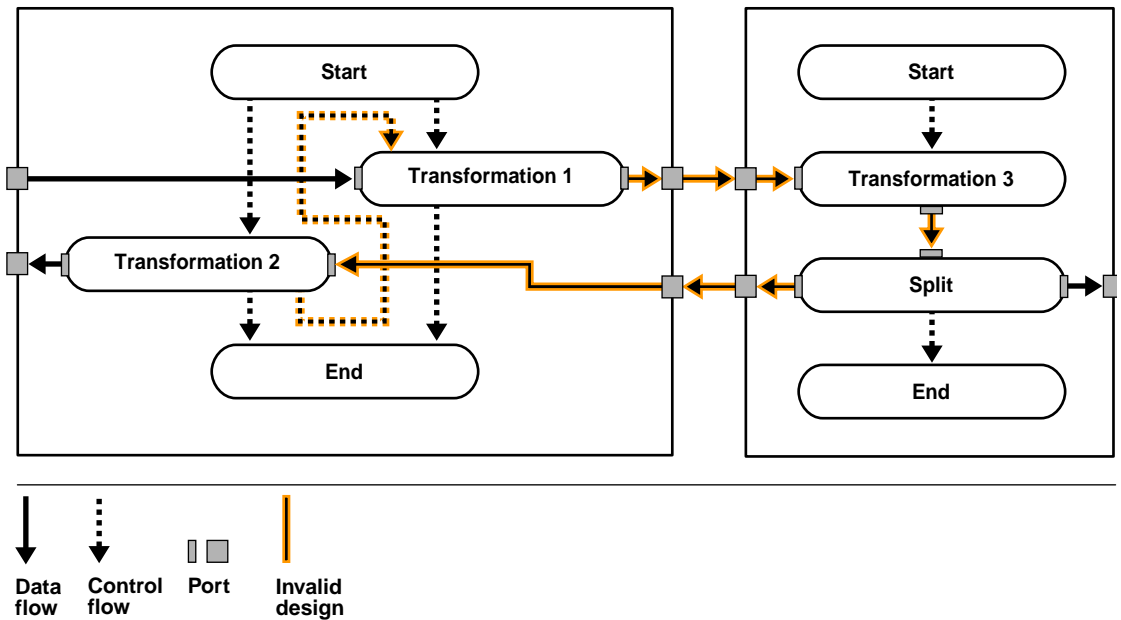 Start
Start
Transformation 1
Transformation 3
Transformation 2
Split
End
End
Data
flow
Control
flow
Port
Invalid
design